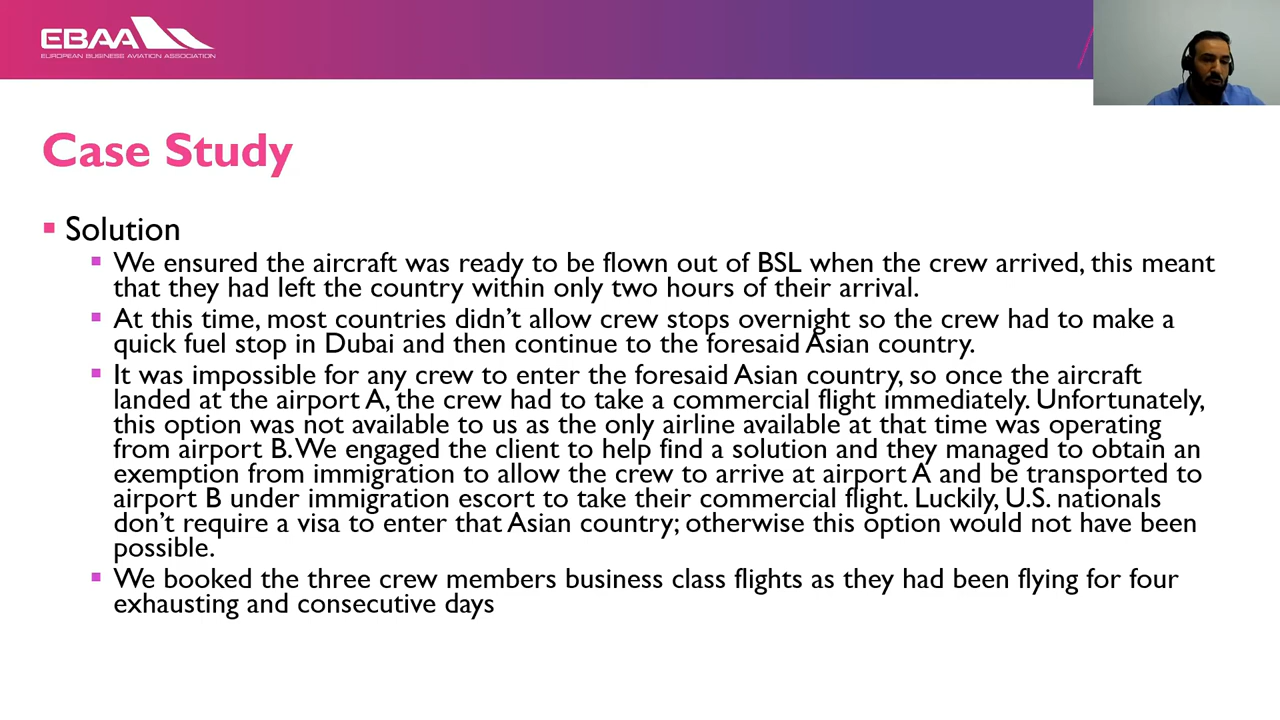 EBAA
EUROPEAN BUSINESS AVIATION ASSOCIATION
Case Study
Solution
We ensured the aircraft was ready to be flown out of BSL when the crew arrived, this meant
that they had left the country within only two hours of their arrival.
At this time, most countries didn't allow crew stops overnight so the crew had to make a
quick fuel stop in Dubai and then continue to the foresaid Asian country.
It was impossible for any crew to enter the foresaid Asian country, so once the aircraft
landed at the airport A, the crew had to take a commercial flight immediately. Unfortunately,
this option was not available to us as the only airline available at that time was operating
from airport B. We engaged the client to help find a solution and they managed to obtain an
exemption from immigration to allow the crew to arrive at airport A and be transported to
airport B under immigration escort to take their commercial flight. Luckily, U.S. nationals
don't require a visa to enter that Asian country; otherwise this option would not have been
possible.
We booked the three crew members business class flights as they had been flying for four
exhausting and consecutive days